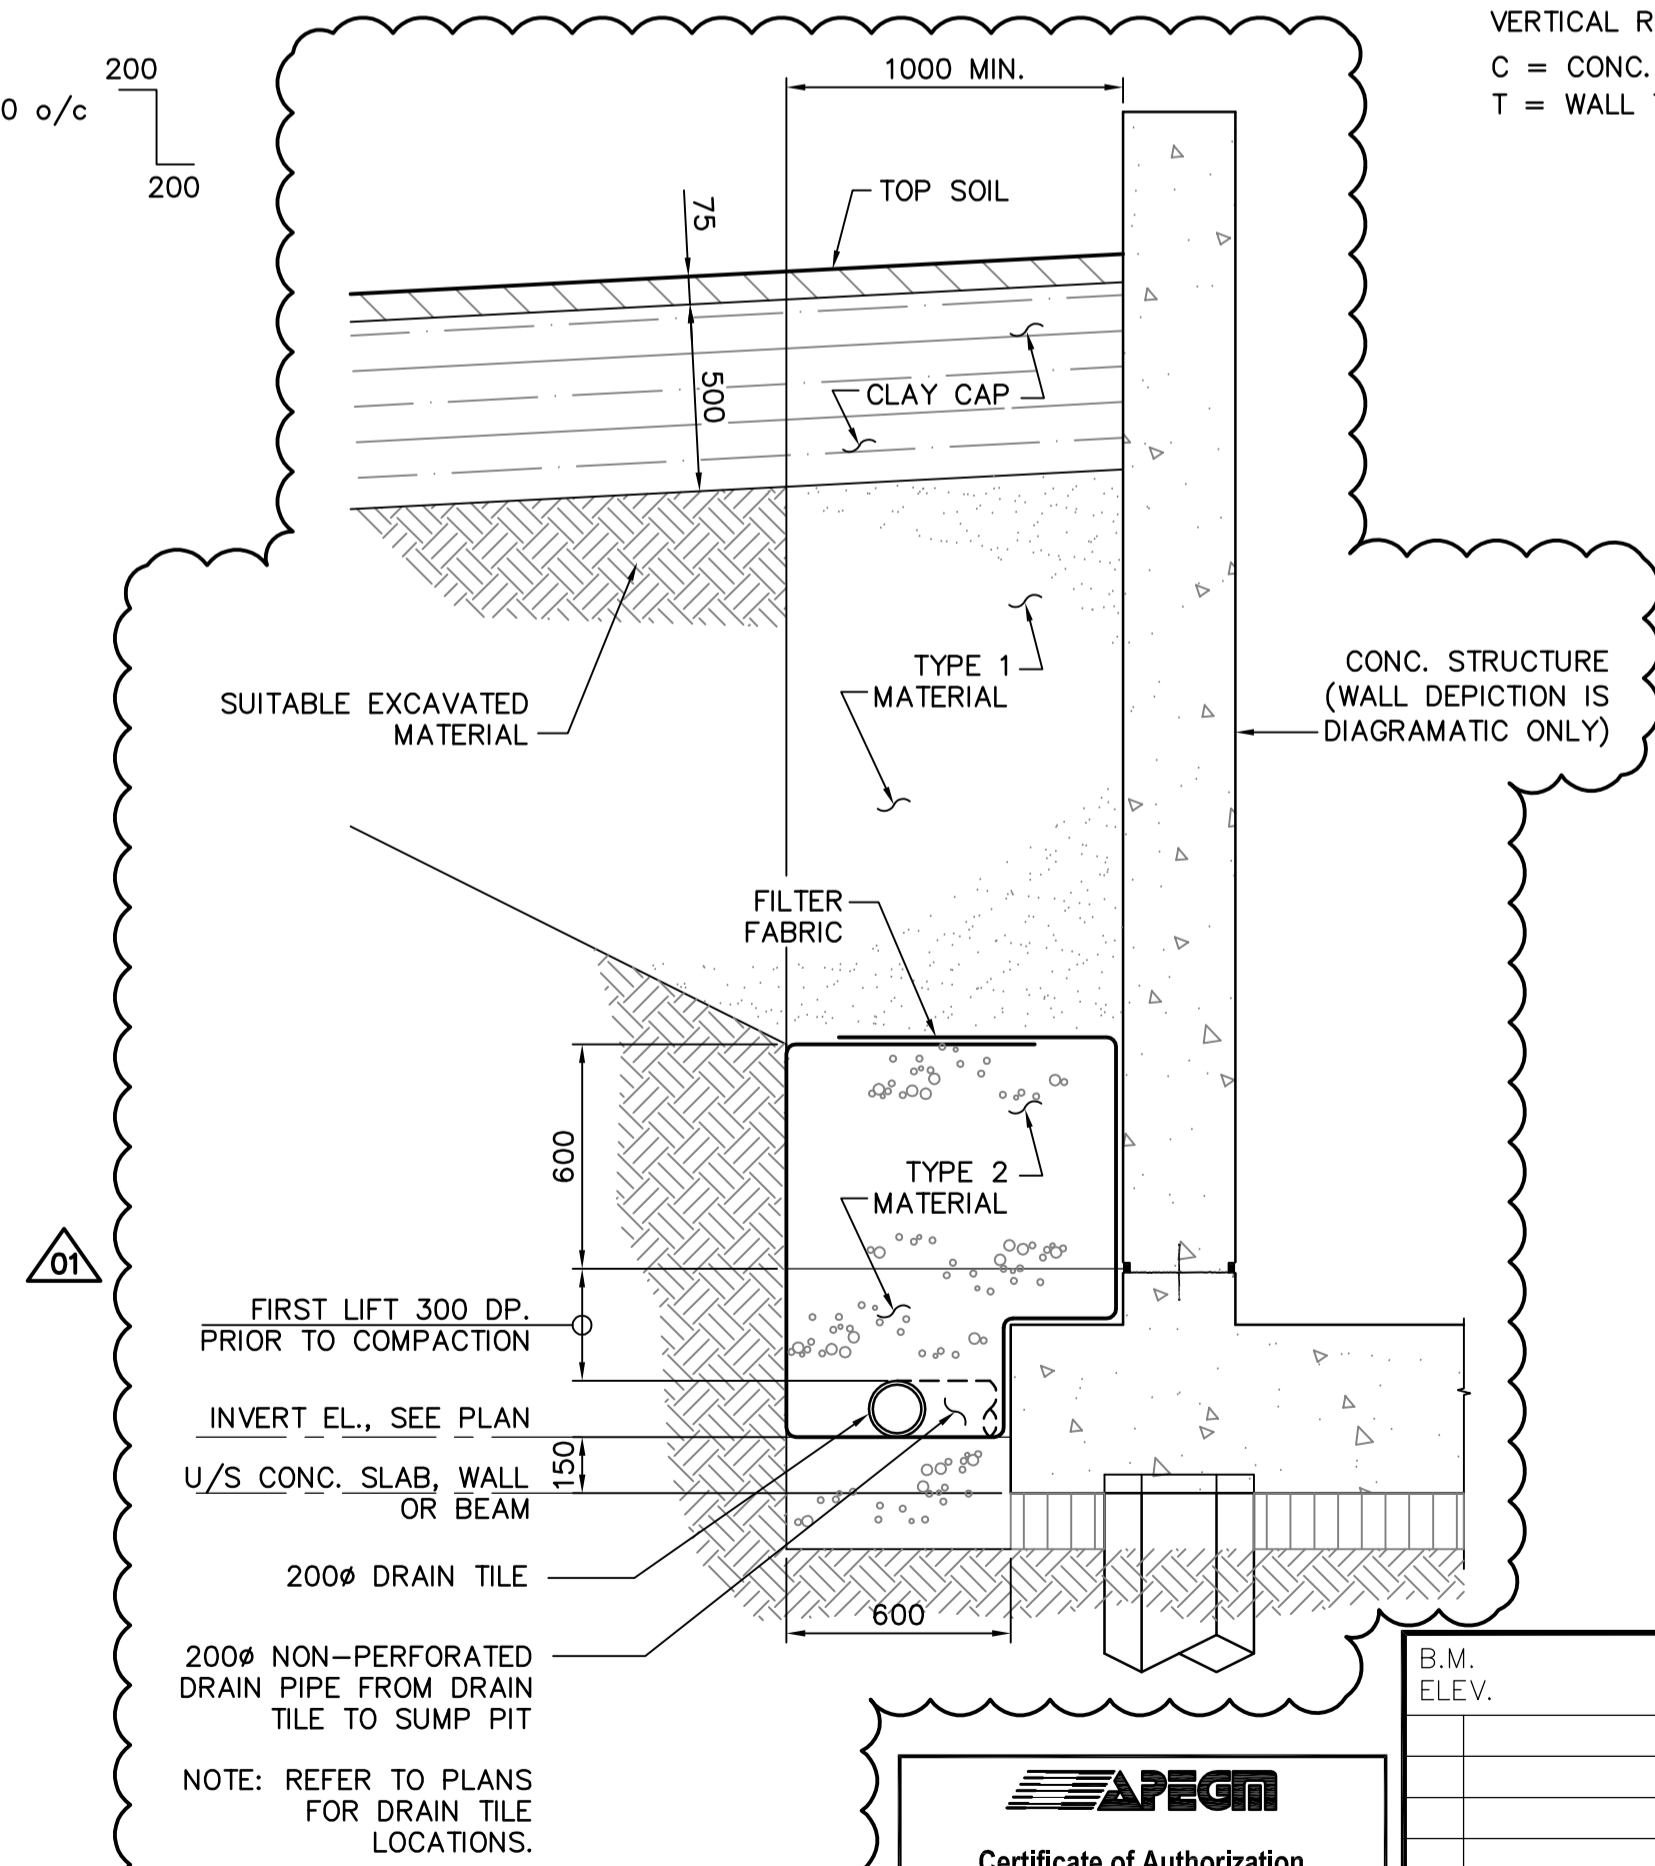 200
0 o/c
200
1000 MIN.
VERTICAL R
C = CONC.
T = WALL
TOP SOIL
75
CLAY CAP
500
TYPE 1
MATERIAL
SUITABLE EXCAVATED
MATERIAL
CONC. STRUCTURE
(WALL DEPICTION IS
DIAGRAMATIC ONLY)
FILTER
FABRIC
600
TYPE 2
MATERIAL
01
FIRST LIFT 300 DP.
PRIOR TO COMPACTION
INVERT EL., SEE PLAN
150
U/S CONC. SLAB, WALL
OR BEAM
200ø DRAIN TILE
600
200ø NON-PERFORATED
DRAIN PIPE FROM DRAIN
TILE TO SUMP PIT
NOTE: REFER TO PLANS
FOR DRAIN TILE
LOCATIONS.
B.M.
ELEV.
APEGM
Certificate of Authorization